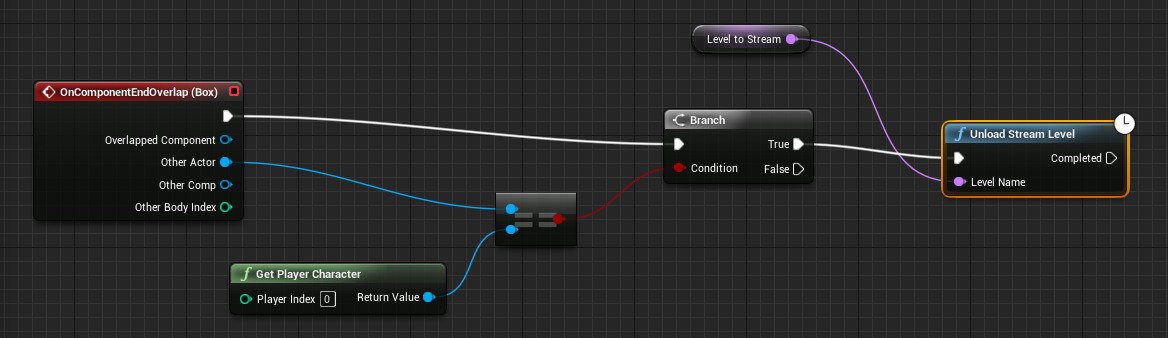 Level to Stream
OnComponentEndOverlap (Box)
Overlapped Component
Other Actor
Other Comp
Other Body Index
Branch
True
Condition
False
f Unload Stream Level
Completed
Level Name
==
f Get Player Character
Player Index 0
Return Value